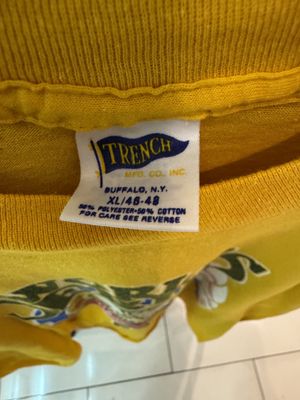 TRENCH
MFG. CO., INC.
BUFFALO, N.Y.
XL/46-48
50% POLYESTER-50% COTTON
FOR CARE SEE REVERSE